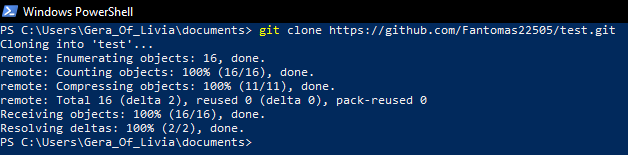 Windows PowerShell
PS C:\Users\Gera_Of_Livia\documents> git clone https://github.com/Fantomas22505/test.git
Cloning into 'test'...
remote: Enumerating objects: 16, done.
remote: Counting objects: 100% (16/16), done.
remote: Compressing objects: 100% (11/11), done.
remote: Total 16 (delta 2), reused 0 (delta 0), pack-reused 0
Receiving objects: 100% (16/16), done.
Resolving deltas: 100% (2/2), done.
PS C:\Users\Gera_Of_Livia\documents>